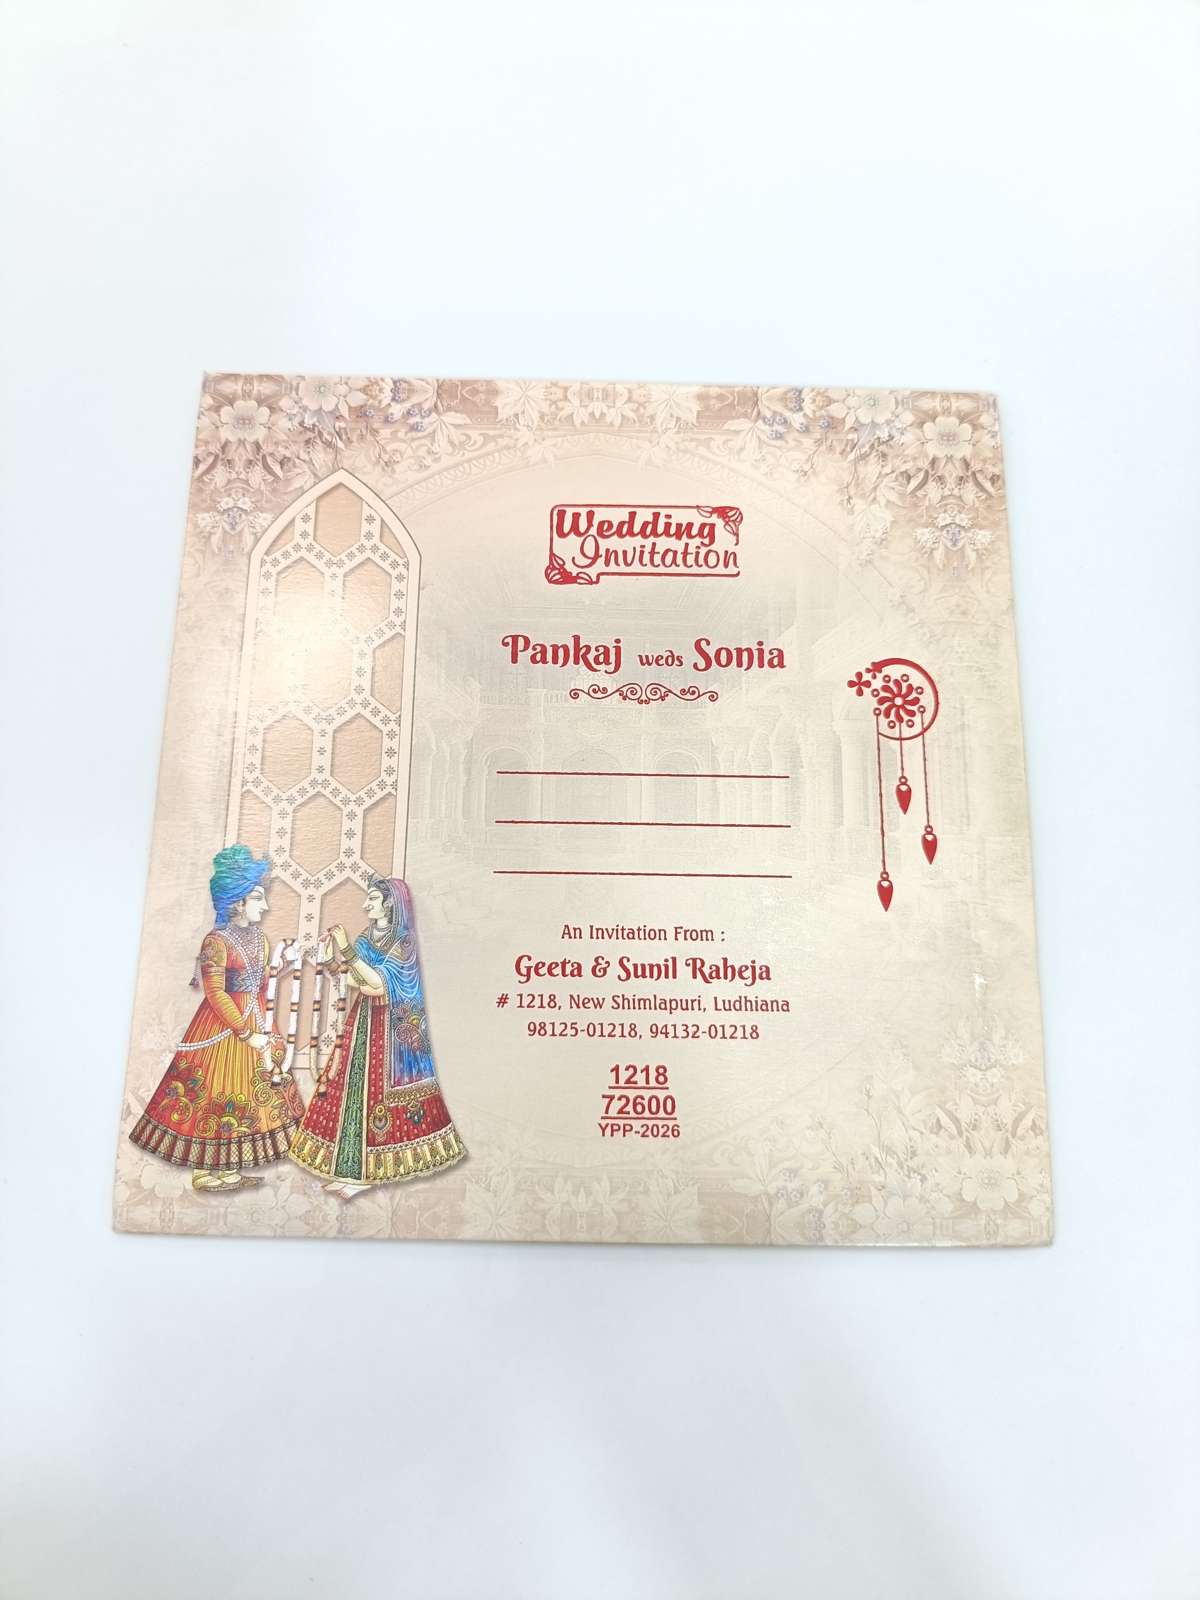 Wedding
Invitation
Pankaj weds Sonia
An Invitation From :
Geeta & Sunil Raheja
# 1218, New Shimlapuri, Ludhiana
98125-01218, 94132-01218
1218
72600
YPP-2026